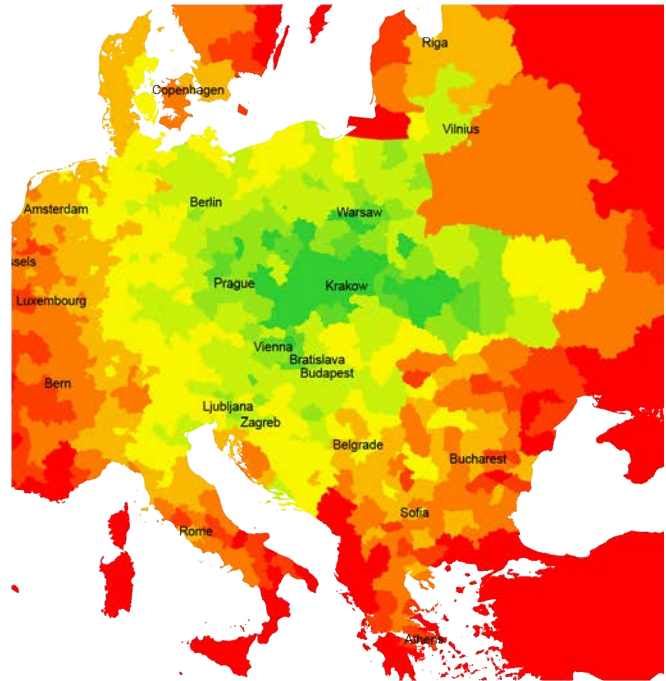 Riga
Copenhagen
Vilnius
Berlin
Amsterdam
Warsaw
ssels
Prague
Krakow
Luxembourg
Vienna
Bratislava
Budapest
Bern
Ljubljana
Zagreb
Belgrade
Bucharest
Sofia
Rome
Athens